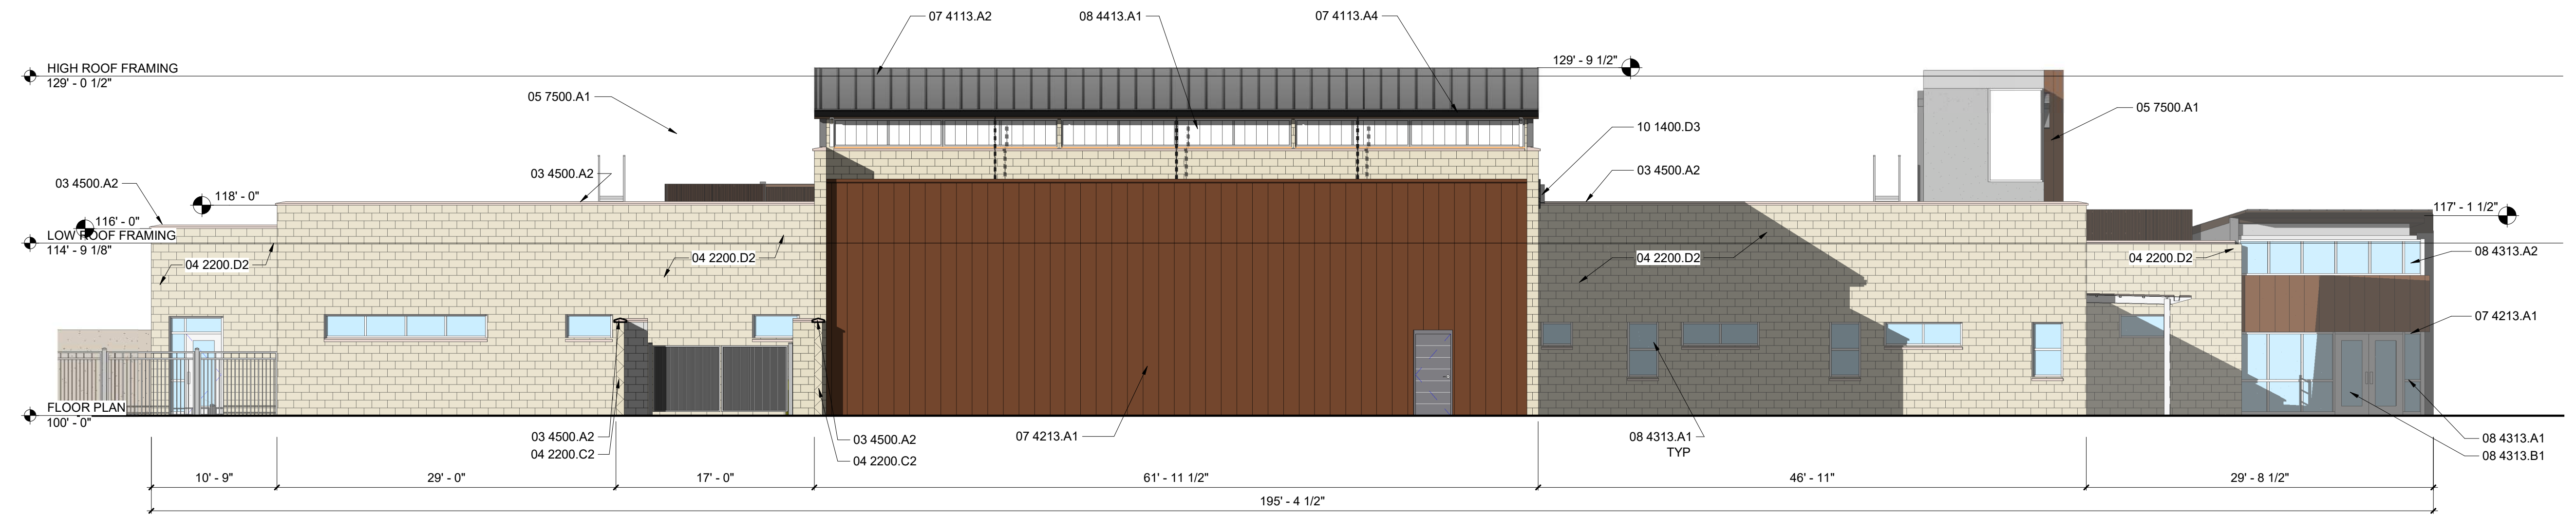 07 4113.A2
08 4413.A1
07 4113.A4
129' - 9 1/2"
HIGH ROOF FRAMING
129' - 0 1/2"
05 7500.A1
05 7500.A1
10 1400.D3
03 4500.A2
03 4500.A2
03 4500.A2
118' - 0"
116' - 0"
117' - 1 1/2"
LOW ROOF FRAMING
114' - 9 1/8"
04 2200.D2
04 2200.D2
04 2200.D2
04 2200.D2
08 4313.A2
07 4213.A1
FLOOR PLAN
100' - 0"
03 4500.A2
04 2200.C2
03 4500.A2
04 2200.C2
07 4213.A1
08 4313.A1
TYP
08 4313.A1
08 4313.B1
10' - 9"
29' - 0"
17' - 0"
61' - 11 1/2"
46' - 11"
29' - 8 1/2"
195' - 4 1/2"